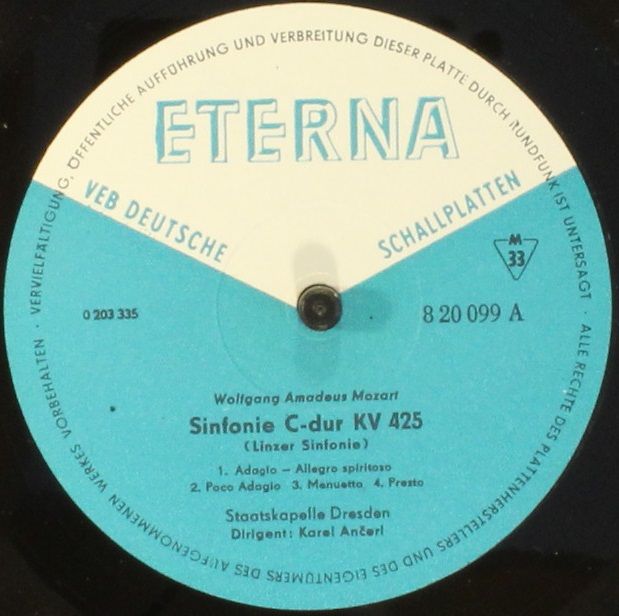 VERVIELFÄLTIGUNG, ÖFFENTLICHE AUFFÜHRUNG UND VERBREITUNG DIESER PLATTE DURCH RUNDFUNK IST UNTERSAGT · ALLE RECHTE DES PLATTENHERSTELLERS UND DES EIGENTÜMERS DES AUFGENOMMENEN WERKES VORBEHALTEN ·
ETERNA
VEB DEUTSCHE SCHALLPLATTEN
M
33
0 203 335
8 20 099 A
Wolfgang Amadeus Mozart
Sinfonie C-dur KV 425
(Linzer Sinfonie)
1. Adagio – Allegro spiritoso
2. Poco Adagio 3. Menuetto 4. Presto
Staatskapelle Dresden
Dirigent: Karel Ančerl